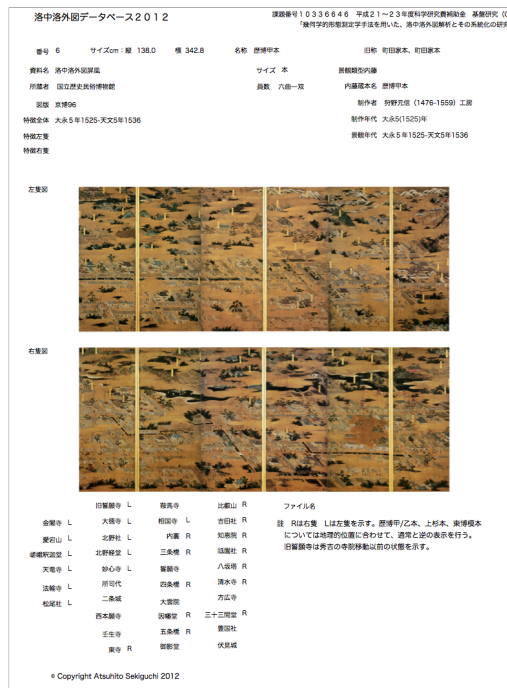 洛中洛外図データベース2012
課題番号10336646 平成21〜23年度科学研究費補助金 基盤研究(C
「幾何学的形態測定学手法を用いた、洛中洛外図解析とその系統化の研究
番号 6 サイズcm:縦 138.0 横 342.8 名称 歴博甲本 旧称 町田家本、町田家本
資料名 洛中洛外図屏風 サイズ 本 景観類型内藤
所蔵者 国立歴史民俗博物館 員数 六曲一双 内藤蔵本名 歴博甲本
図版 京博96 制作者 狩野元信(1476-1559)工房
特徴全体 大永5年1525-天文5年1536 制作年代 大永5(1525)年
特徴左隻 景観年代 大永5年1525-天文5年1536
特徴右隻
左隻図
右隻図
旧誓願寺 L 鞍馬寺 比叡山 R ファイル名
金閣寺 L 大徳寺 L 相国寺 L 吉田社 R 註 Rは右隻 Lは左隻を示す。歴博甲/乙本、上杉本、東博模本
愛宕山 L 北野社 L 内裏 R 知恩院 R については地理的位置に合わせて、通常と逆の表示を行う。
嵯峨釈迦堂 L 北野経堂 L 三条橋 R 祇園社 R 旧誓願寺は秀吉の寺院移動以前の状態を示す。
天竜寺 L 妙心寺 L 誓願寺 八坂塔 R
法輪寺 L 所司代 四条橋 R 清水寺 R
松尾社 L 二条城 大雲院 方広寺
西本願寺 因幡堂 R 三十三間堂 R
壬生寺 五条橋 R 豊国社
東寺 R 御影堂 伏見城
© Copyright Atsuhito Sekiguchi 2012